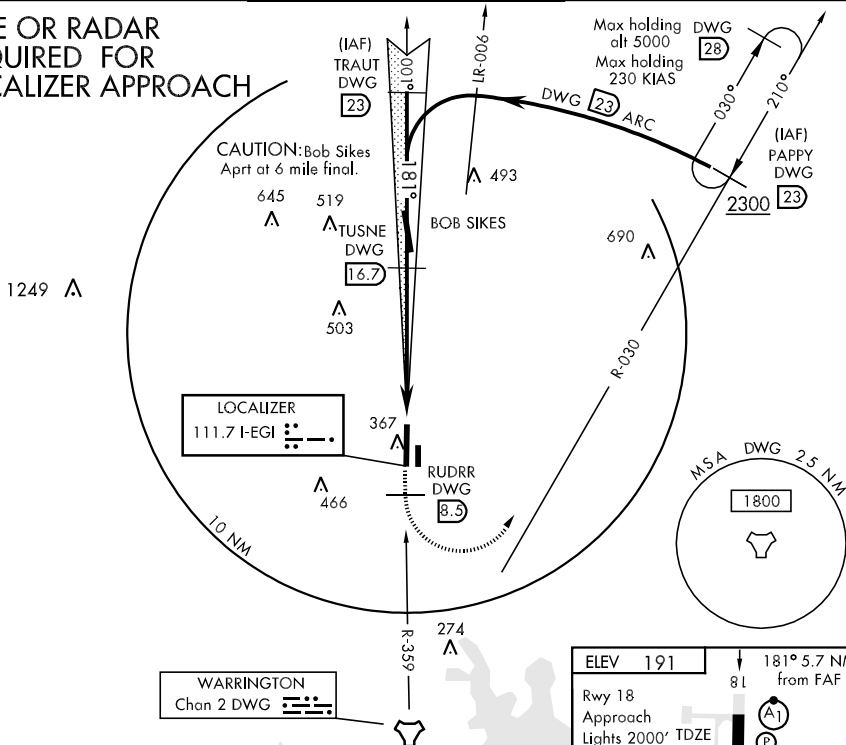 E OR RADAR
QUIRED FOR
CALIZER APPROACH
(IAF)
TRAUT
DWG
23
001°
LR-006
Max holding
alt 5000
Max holding
230 KIAS
DWG
28
030°
210°
DWG 23 ARC
(IAF)
PAPPY
DWG
23
2300
CAUTION: Bob Sikes
Aprt at 6 mile final.
181°
493
645
519
TUSNE
DWG
16.7
BOB SIKES
690
1249
503
R-030
LOCALIZER
111.7 I-EGI
367
RUDRR
DWG
8.5
466
10 NM
MSA DWG 25 NM
1800
R-359
274
WARRINGTON
Chan 2 DWG
ELEV 191
181° 5.7 NM
from FAF
18
Rwy 18
Approach
Lights 2000' TDZE
A1
P